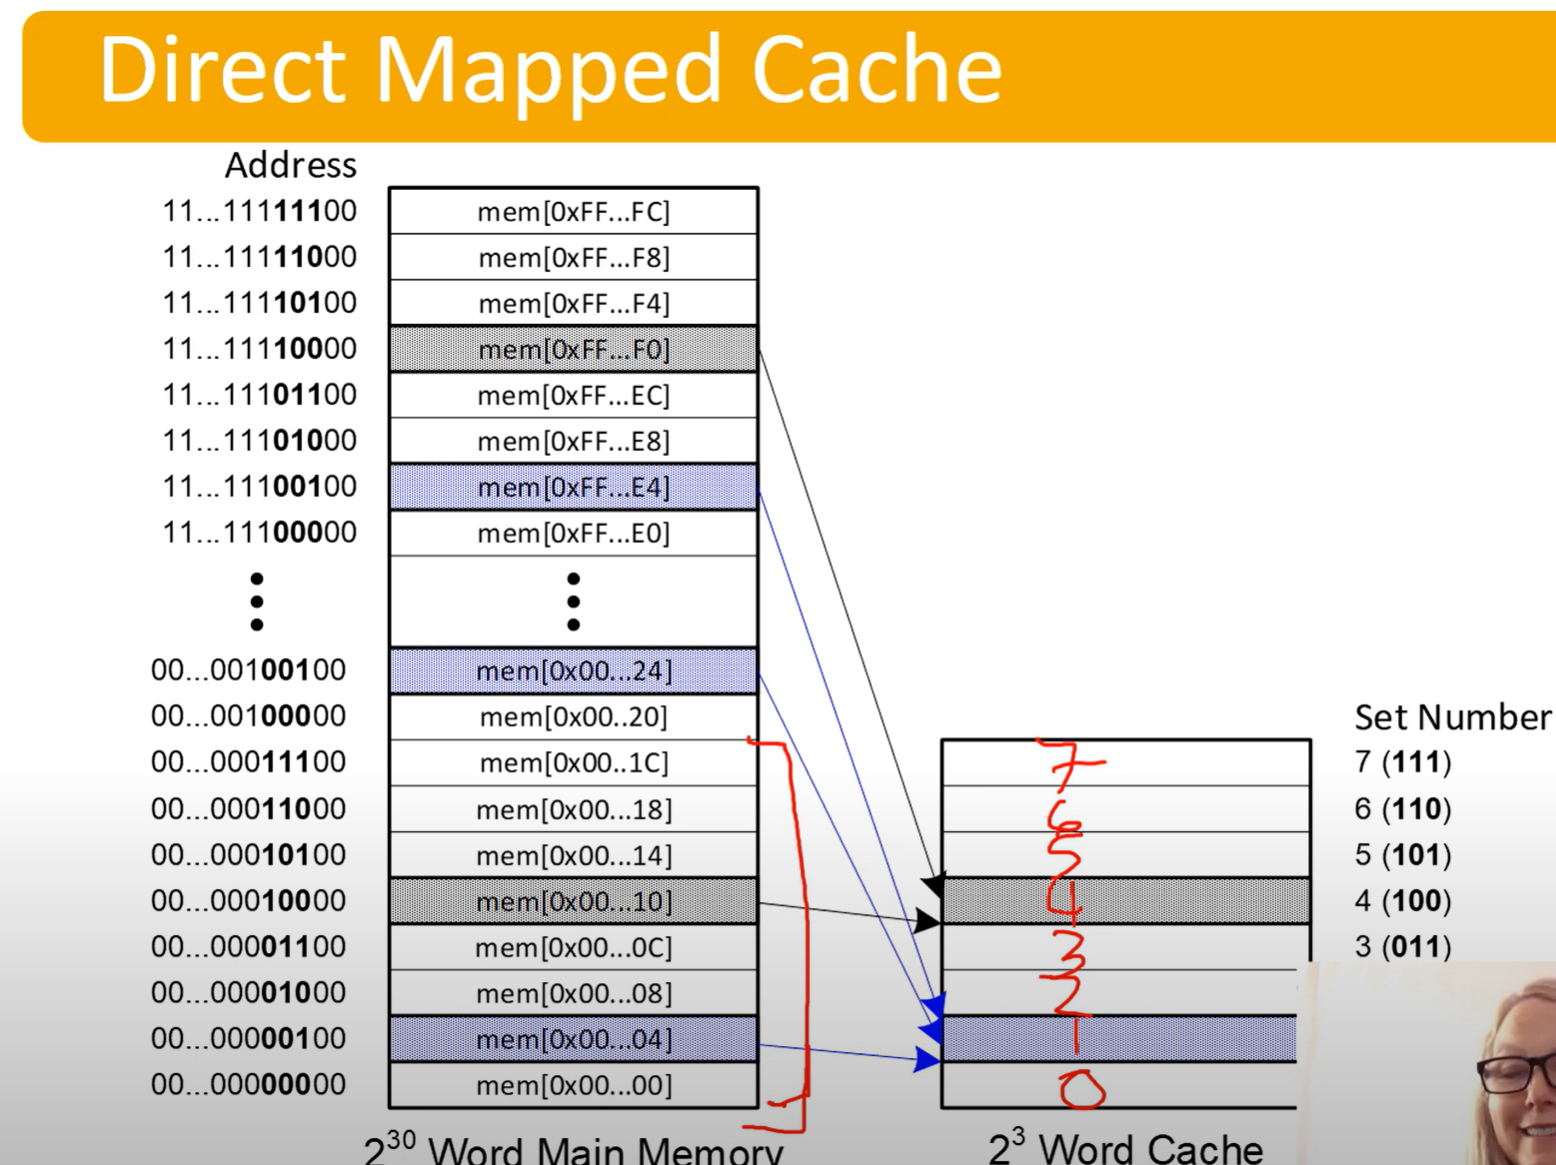 Direct Mapped Cache
Address
11...11111100 mem[0xFF...FC]
11...11111000 mem[0xFF...F8]
11...11110100 mem[0xFF...F4]
11...11110000 mem[0xFF...F0]
11...11101100 mem[0xFF...EC]
11...11101000 mem[0xFF...E8]
11...11100100 mem[0xFF...E4]
11...11100000 mem[0xFF...E0]
00...00100100 mem[0x00...24]
00...00100000 mem[0x00..20] Set Number
00...00011100 mem[0x00..1C] 7 7 (111)
00...00011000 mem[0x00...18] 6 6 (110)
00...00010100 mem[0x00...14] 5 5 (101)
00...00010000 mem[0x00...10] 4 4 (100)
00...00001100 mem[0x00...0C] 3 3 (011)
00...00001000 mem[0x00...08] 2
00...00000100 mem[0x00...04] 1
00...00000000 mem[0x00...00] 0
2³⁰ Word Main Memory 2³ Word Cache